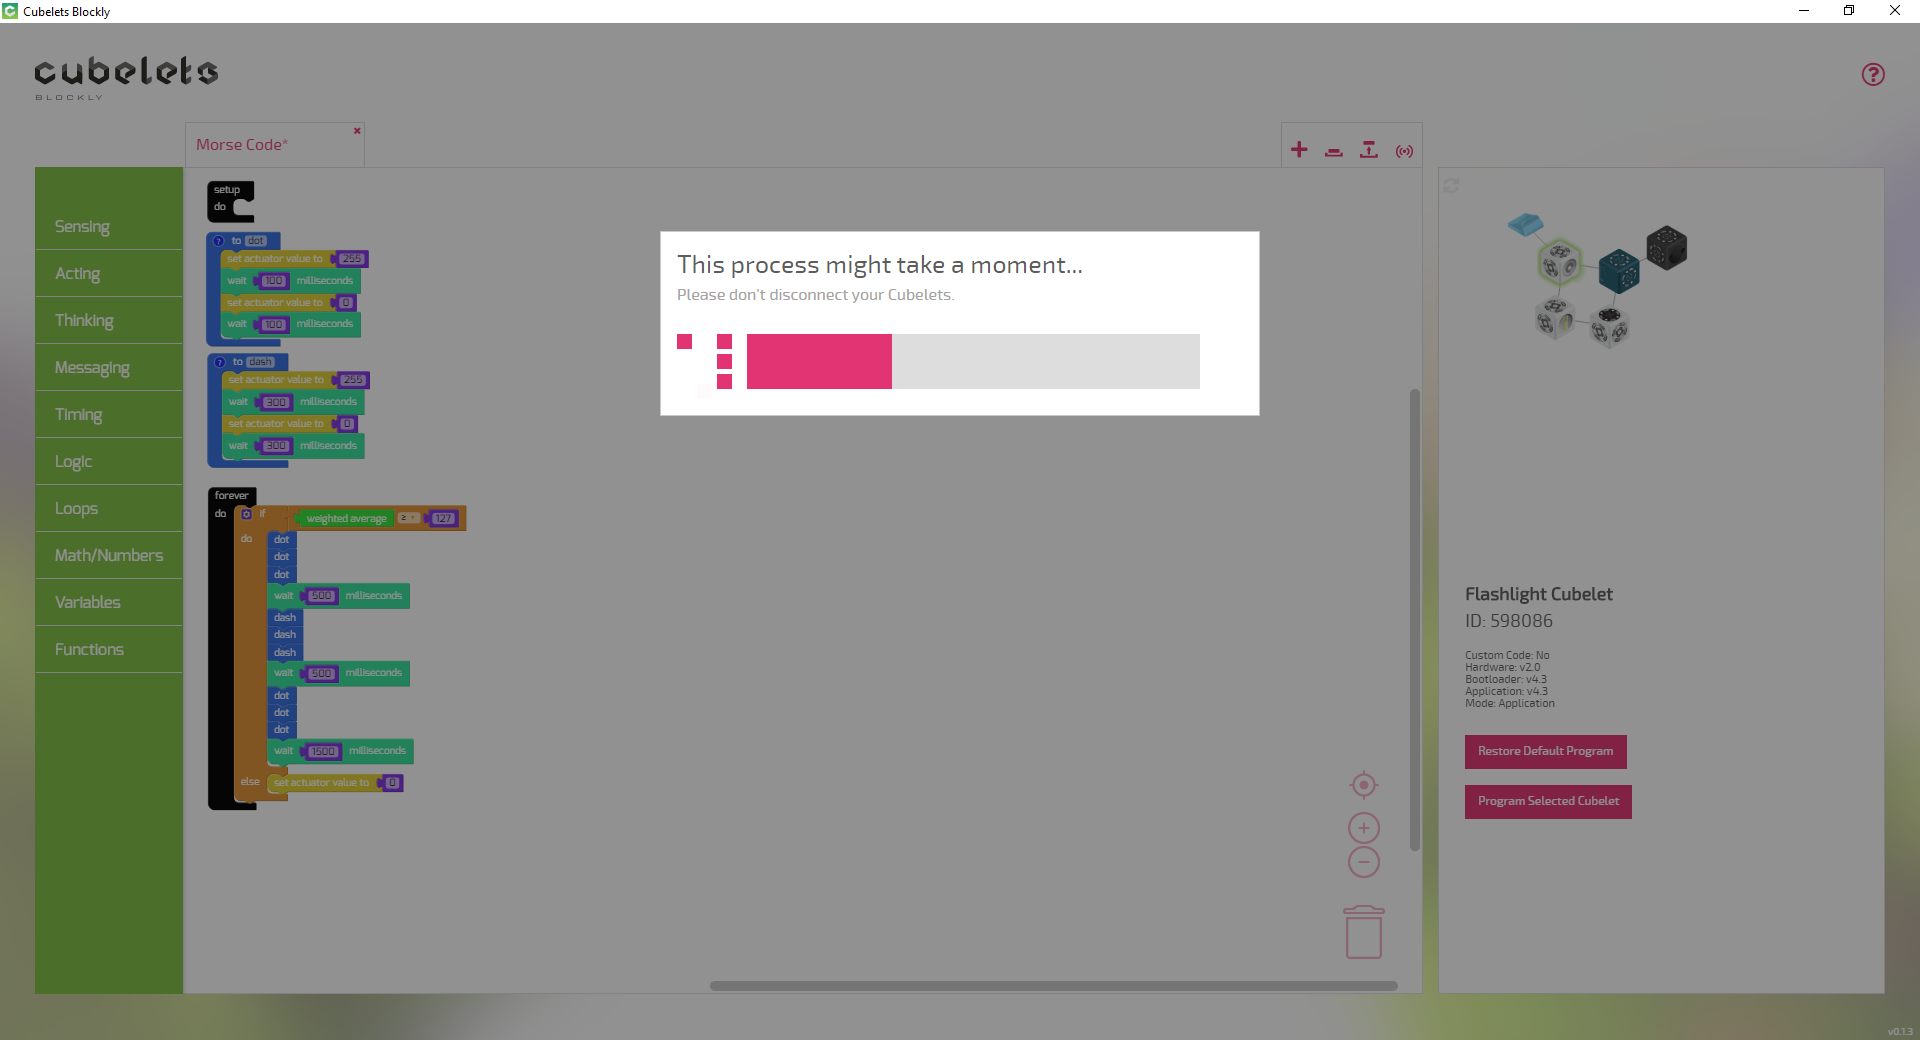 Cubelets Blockly
cubelets
BLOCKLY
Morse Code*
Sensing
Acting
Thinking
Messaging
Timing
Logic
Loops
Math/Numbers
Variables
Functions
setup
do
? to dot
set actuator value to 255
wait 100 milliseconds
set actuator value to 0
wait 100 milliseconds
? to dash
set actuator value to 255
wait 300 milliseconds
set actuator value to 0
wait 300 milliseconds
forever
do if weighted average ≥ 127
do dot
dot
dot
wait 500 milliseconds
dash
dash
dash
wait 500 milliseconds
dot
dot
dot
wait 1500 milliseconds
else set actuator value to 0
This process might take a moment...
Please don't disconnect your Cubelets.
?
Flashlight Cubelet
ID: 598086
Custom Code: No
Hardware: v2.0
Bootloader: v4.3
Application: v4.3
Mode: Application
Restore Default Program
Program Selected Cubelet
v0.1.3